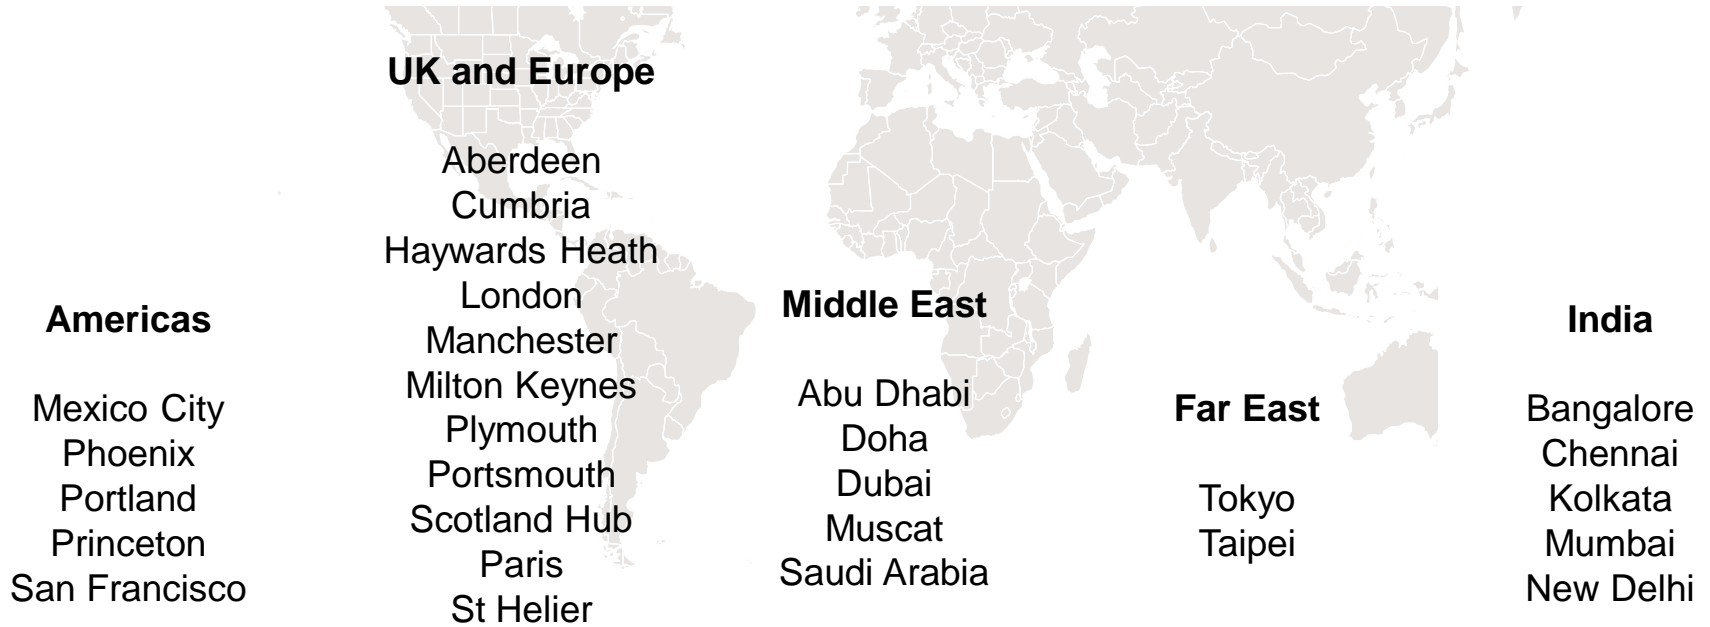 Americas
Mexico City
Phoenix
Portland
Princeton
San Francisco
UK and Europe
Aberdeen
Cumbria
Haywards Heath
London
Manchester
Milton Keynes
Plymouth
Portsmouth
Scotland Hub
Paris
St Helier
Middle East
Abu Dhabi
Doha
Dubai
Muscat
Saudi Arabia
Far East
Tokyo
Taipei
India
Bangalore
Chennai
Kolkata
Mumbai
New Delhi